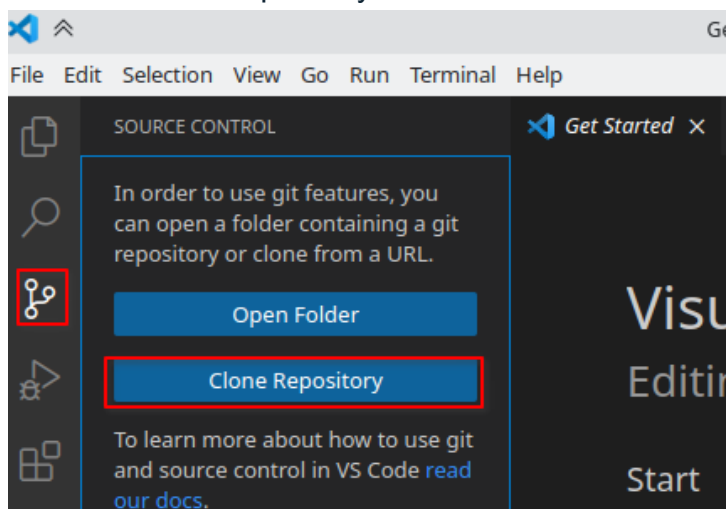 Ge
File Edit Selection View Go Run Terminal Help
SOURCE CONTROL
Get Started ×
In order to use git features, you
can open a folder containing a git
repository or clone from a URL.
Open Folder
Clone Repository
To learn more about how to use git
and source control in VS Code read
our docs.
Visu
Editin
Start